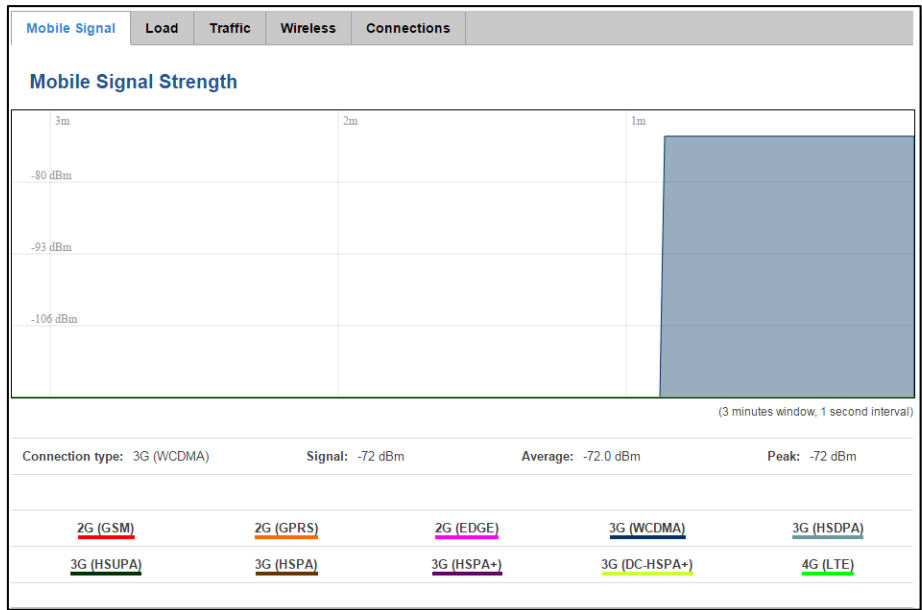 Mobile Signal Load Traffic Wireless Connections
Mobile Signal Strength
3m 2m 1m
-80 dBm
-93 dBm
-106 dBm
(3 minutes window, 1 second interval)
Connection type: 3G (WCDMA) Signal: -72 dBm Average: -72.0 dBm Peak: -72 dBm
2G (GSM) 2G (GPRS) 2G (EDGE) 3G (WCDMA) 3G (HSDPA)
3G (HSUPA) 3G (HSPA) 3G (HSPA+) 3G (DC-HSPA+) 4G (LTE)